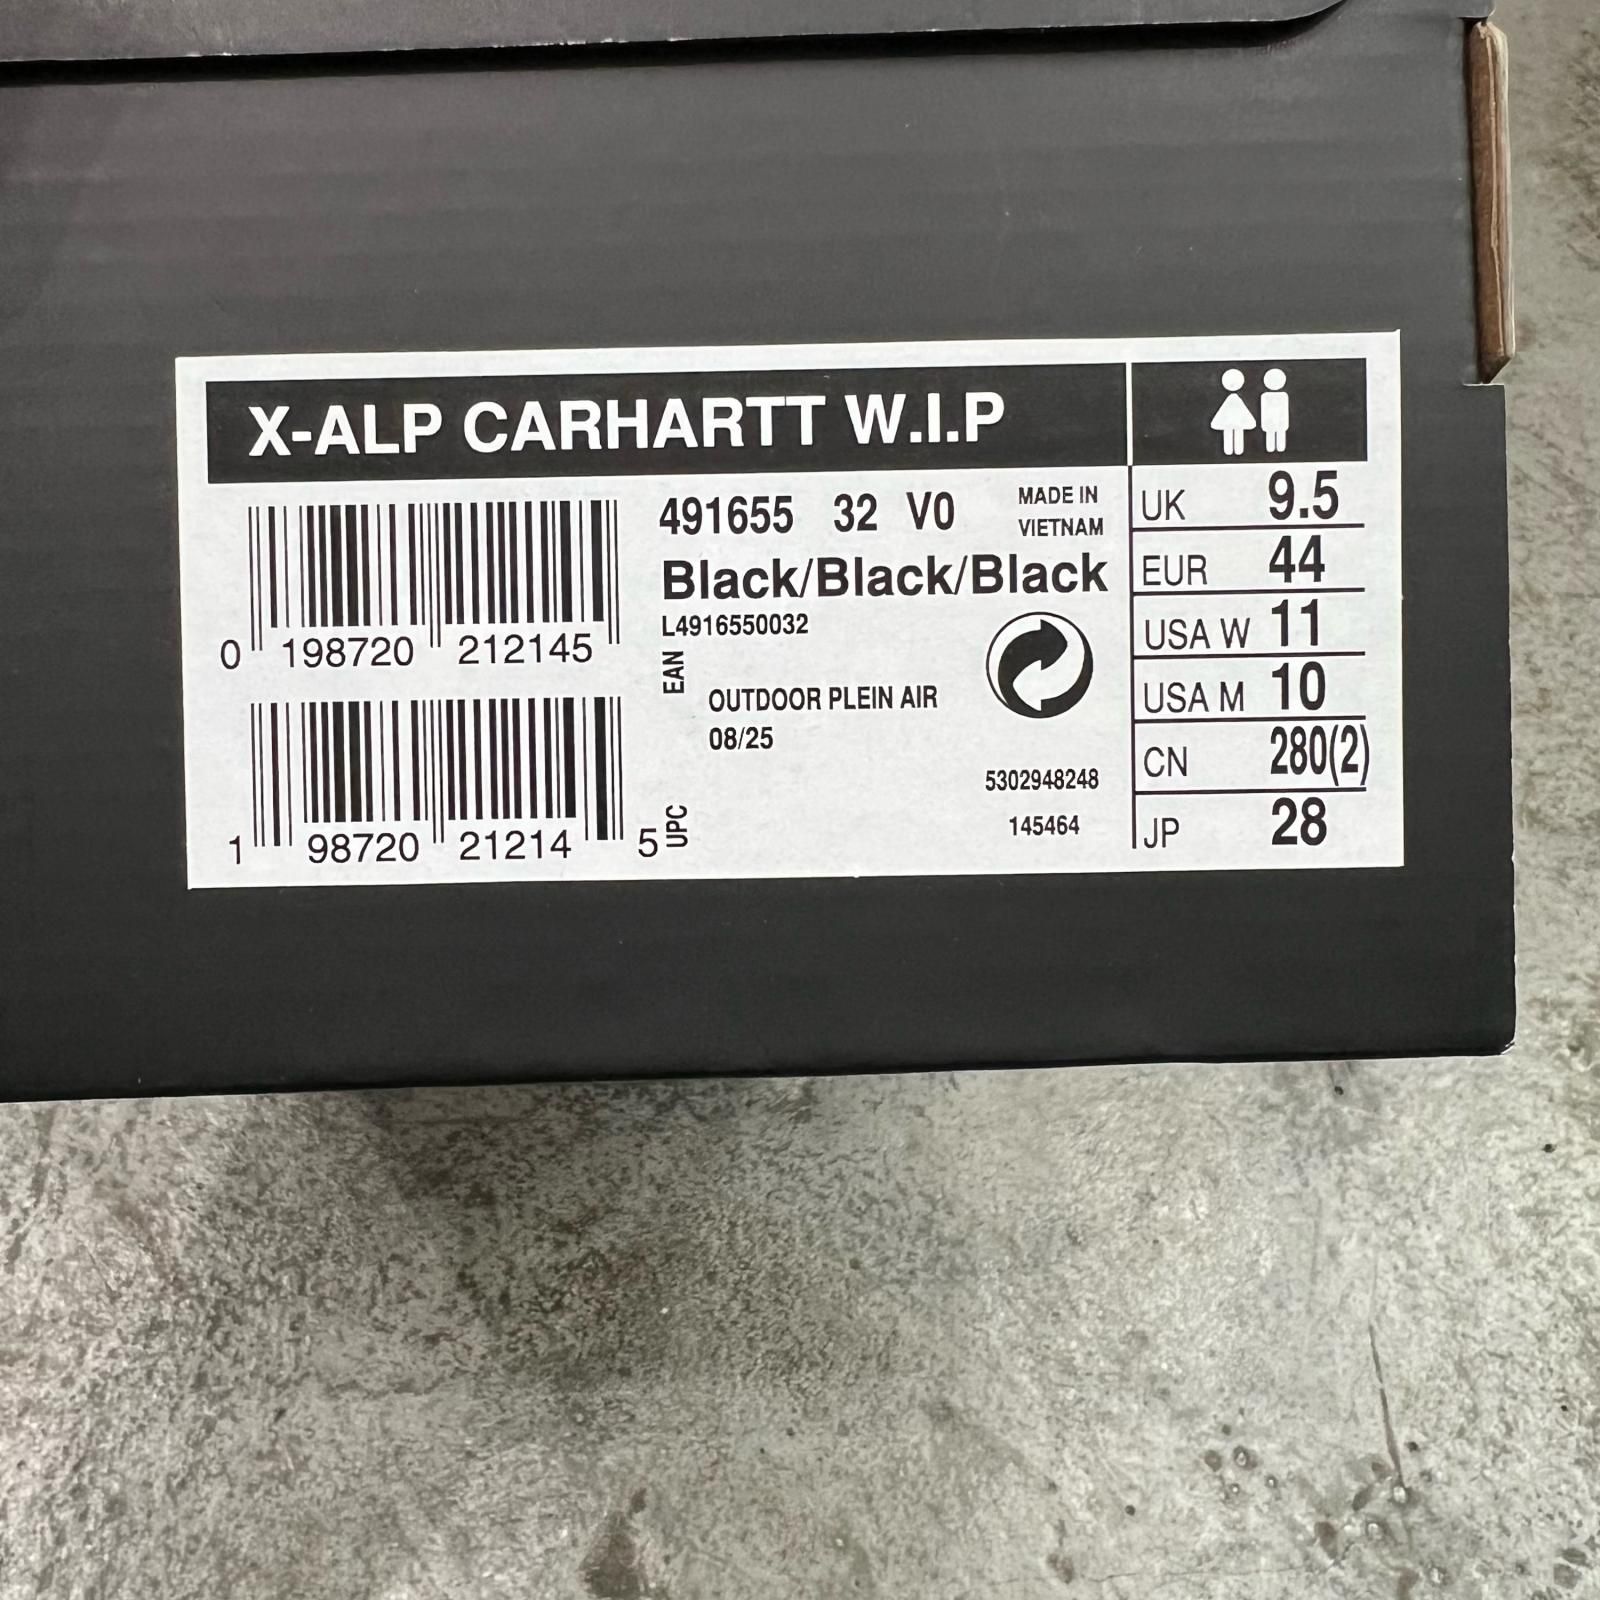 X-ALP CARHARTT W.I.P
491655 32 V0
MADE IN
VIETNAM
Black/Black/Black
L4916550032
0 198720 212145
EAN
OUTDOOR PLEIN AIR
08/25
5302948248
145464
1 98720 21214 5
UPC
UK 9.5
EUR 44
USA W 11
USA M 10
CN 280(2)
JP 28